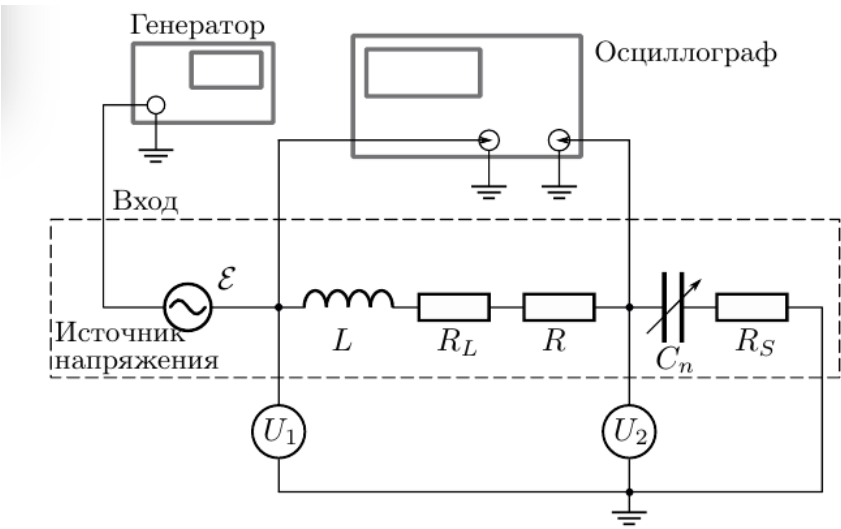 Генератор
Осциллограф
Вход
ℰ
Источник
напряжения
L
R_L
R
C_n
R_S
U_1
U_2